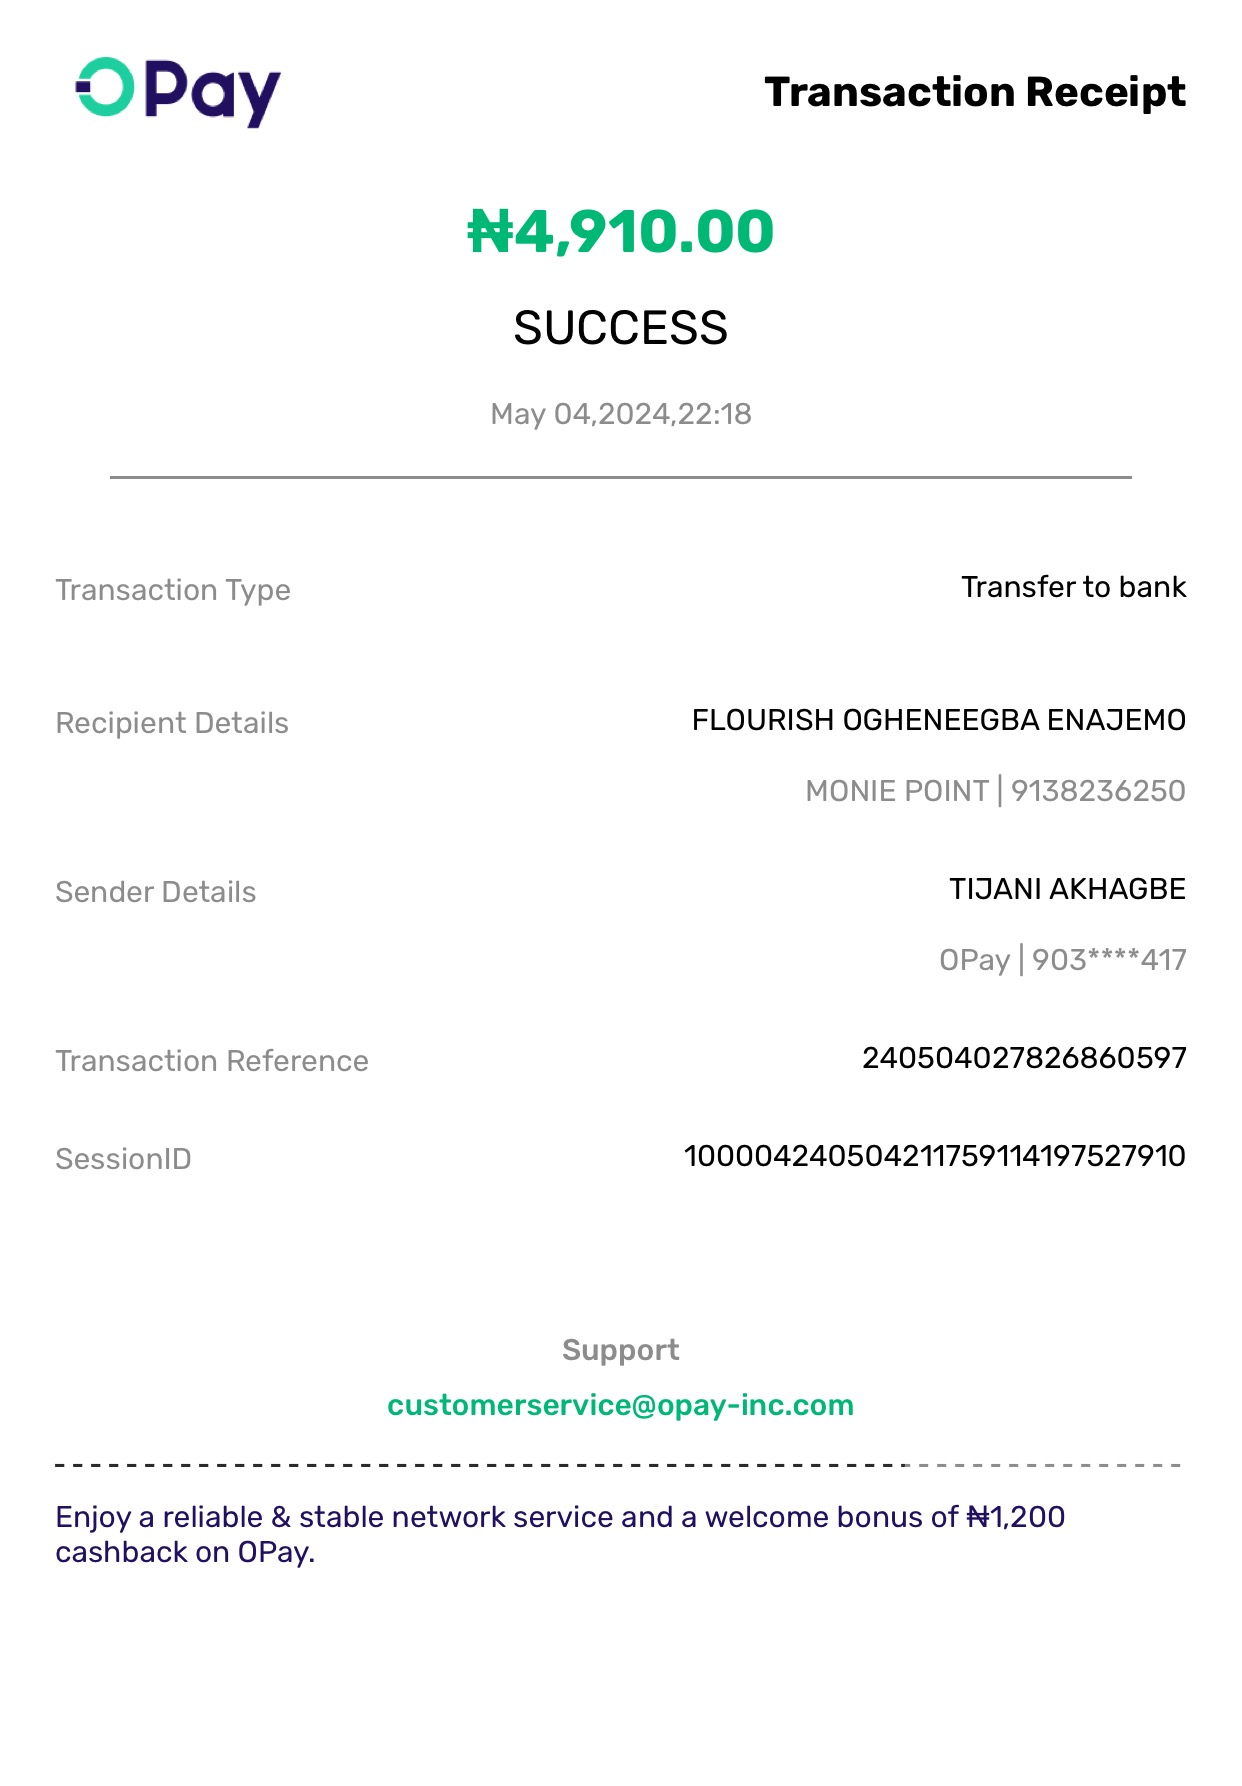 OPay
Transaction Receipt
₦4,910.00
SUCCESS
May 04,2024,22:18
Transaction Type
Transfer to bank
Recipient Details
FLOURISH OGHENEEGBA ENAJEMO
MONIE POINT | 9138236250
Sender Details
TIJANI AKHAGBE
OPay | 903****417
Transaction Reference
240504027826860597
SessionID
100004240504211759114197527910
Support
customerservice@opay-inc.com
Enjoy a reliable & stable network service and a welcome bonus of ₦1,200
cashback on OPay.